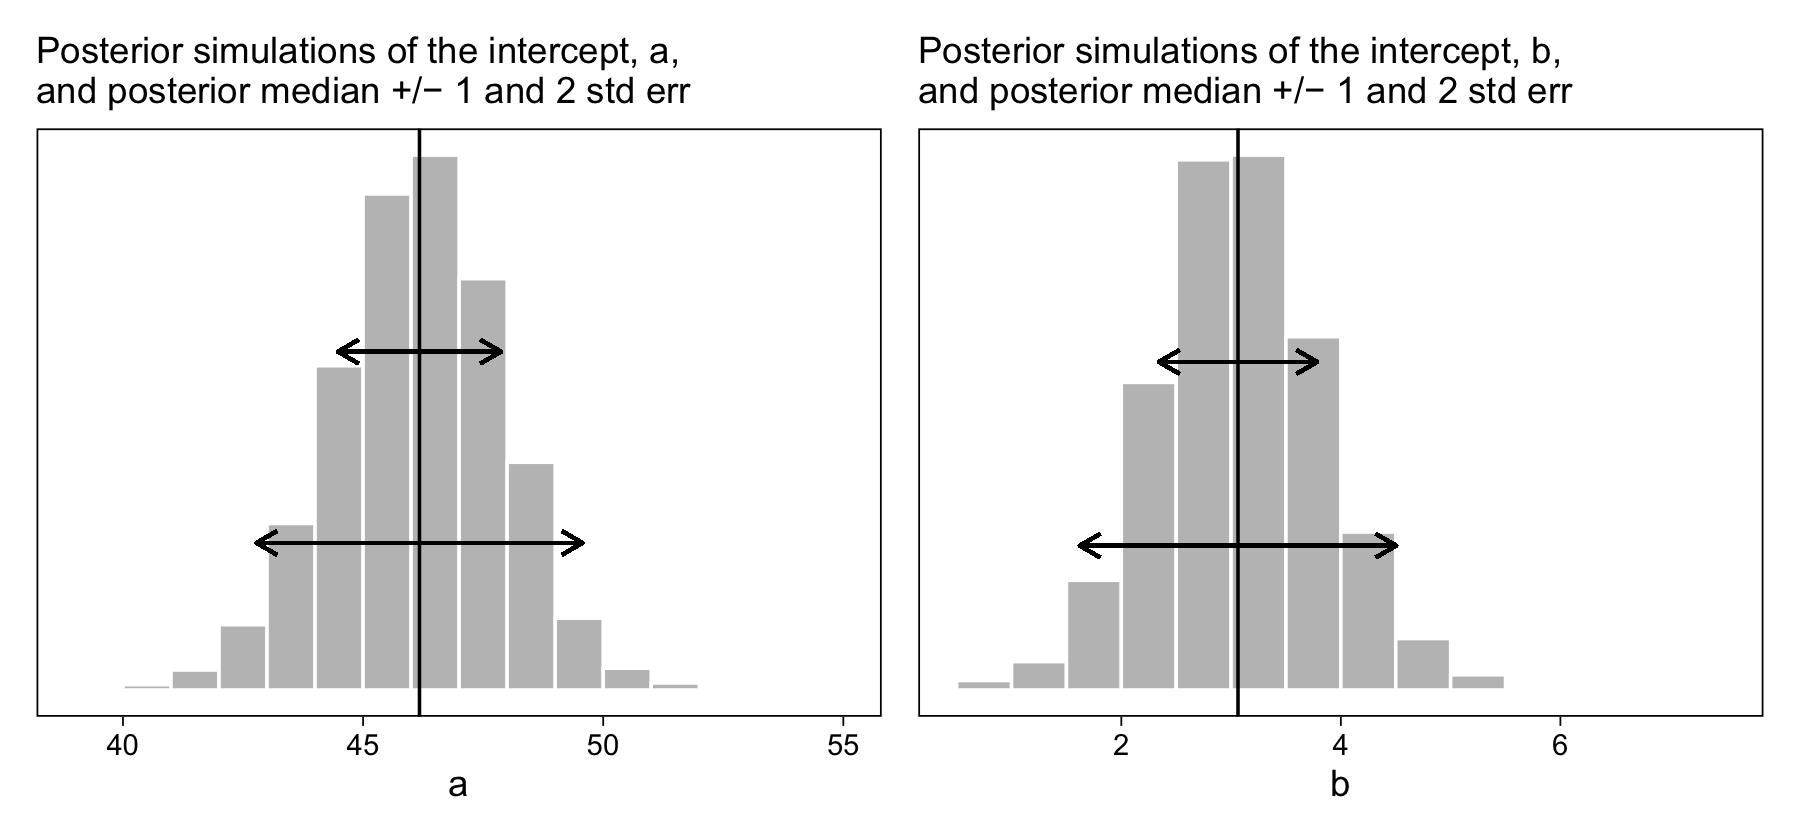 Posterior simulations of the intercept, a,
and posterior median +/− 1 and 2 std err
Posterior simulations of the intercept, b,
and posterior median +/− 1 and 2 std err
40 45 50 55
a
2 4 6
b